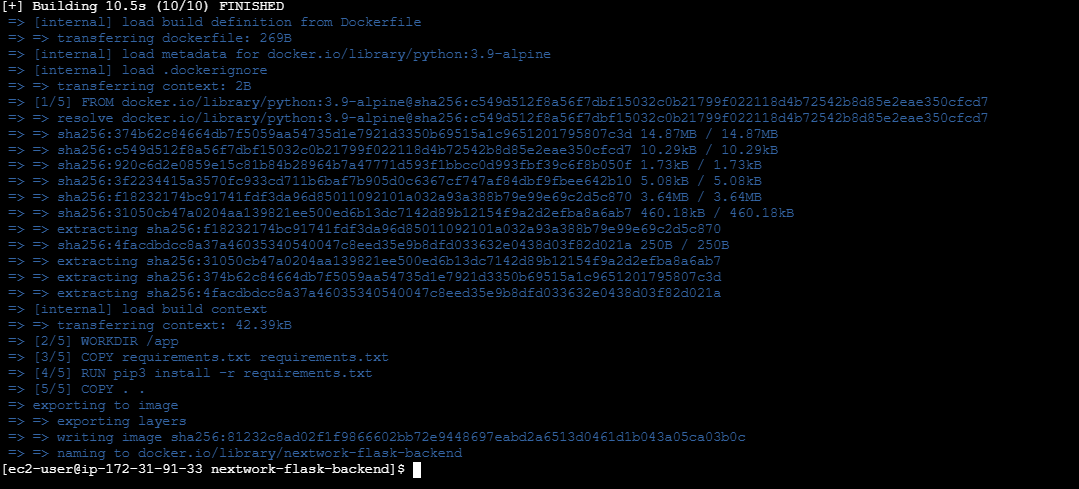 [+] Building 10.5s (10/10) FINISHED
=> [internal] load build definition from Dockerfile
=> => transferring dockerfile: 269B
=> [internal] load metadata for docker.io/library/python:3.9-alpine
=> [internal] load .dockerignore
=> => transferring context: 2B
=> [1/5] FROM docker.io/library/python:3.9-alpine@sha256:c549d512f8a56f7dbf15032c0b21799f022118d4b72542b8d85e2eae350cfcd7
=> => resolve docker.io/library/python:3.9-alpine@sha256:c549d512f8a56f7dbf15032c0b21799f022118d4b72542b8d85e2eae350cfcd7
=> => sha256:374b62c84664db7f5059aa54735d1e7921d3350b69515a1c9651201795807c3d 14.87MB / 14.87MB
=> => sha256:c549d512f8a56f7dbf15032c0b21799f022118d4b72542b8d85e2eae350cfcd7 10.29kB / 10.29kB
=> => sha256:920c6d2e0859e15c81b84b28964b7a47771d593f1bbcc0d993fbf39c6f8b050f 1.73kB / 1.73kB
=> => sha256:3f2234415a3570fc933cd711b6baf7b905d0c6367cf747af84dbf9fbee642b10 5.08kB / 5.08kB
=> => sha256:f18232174bc91741fdf3da96d85011092101a032a93a388b79e99e69c2d5c870 3.64MB / 3.64MB
=> => sha256:31050cb47a0204aa139821ee500ed6b13dc7142d89b12154f9a2d2efba8a6ab7 460.18kB / 460.18kB
=> => extracting sha256:f18232174bc91741fdf3da96d85011092101a032a93a388b79e99e69c2d5c870
=> => sha256:4facdbdcc8a37a46035340540047c8eed35e9b8dfd033632e0438d03f82d021a 250B / 250B
=> => extracting sha256:31050cb47a0204aa139821ee500ed6b13dc7142d89b12154f9a2d2efba8a6ab7
=> => extracting sha256:374b62c84664db7f5059aa54735d1e7921d3350b69515a1c9651201795807c3d
=> => extracting sha256:4facdbdcc8a37a46035340540047c8eed35e9b8dfd033632e0438d03f82d021a
=> [internal] load build context
=> => transferring context: 42.39kB
=> [2/5] WORKDIR /app
=> [3/5] COPY requirements.txt requirements.txt
=> [4/5] RUN pip3 install -r requirements.txt
=> [5/5] COPY . .
=> exporting to image
=> => exporting layers
=> => writing image sha256:81232c8ad02f1f9866602bb72e9448697eabd2a6513d0461d1b043a05ca03b0c
=> => naming to docker.io/library/nextwork-flask-backend
[ec2-user@ip-172-31-91-33 nextwork-flask-backend]$